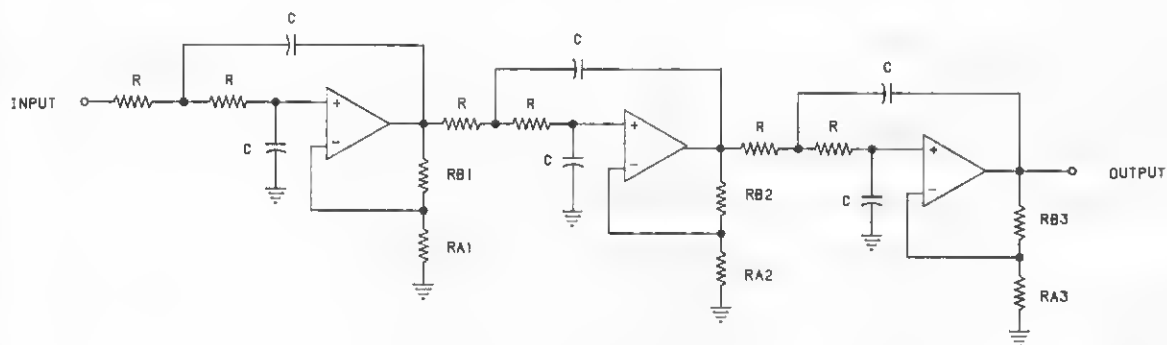 C
R
R
INPUT
+
-
C
RB1
RA1
C
R
R
+
-
C
RB2
RA2
C
R
R
+
-
C
OUTPUT
RB3
RA3